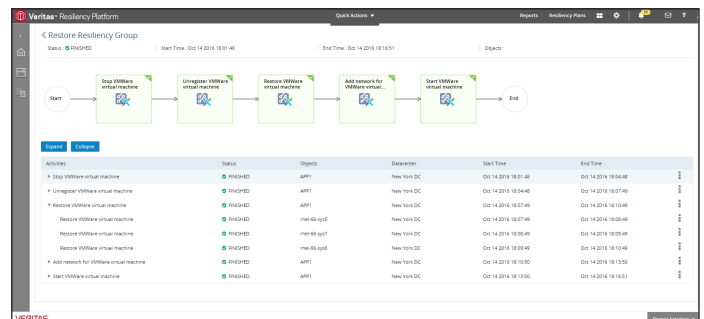 Veritas™ Resiliency Platform
Quick Actions
Reports
Resiliency Plans
?
Restore Resiliency Group
Status : FINISHED
Start Time : Oct 14 2016 18:01:46
End Time : Oct 14 2016 18:16:51
Objects :
Start
Stop VMWare
virtual machine
Unregister VMWare
virtual machine
Restore VMWare
virtual machine
Add network for
VMWare virtual...
Start VMWare
virtual machine
End
Expand
Collapse
Activities Status Objects Datacenter Start Time End Time
Stop VMWare virtual machine FINISHED APP1 New York DC Oct 14 2016 18:01:46 Oct 14 2016 18:04:48
Unregister VMWare virtual machine FINISHED APP1 New York DC Oct 14 2016 18:04:48 Oct 14 2016 18:07:49
Restore VMWare virtual machine FINISHED APP1 New York DC Oct 14 2016 18:07:49 Oct 14 2016 18:10:49
Restore VMWare virtual machine FINISHED rhel-66-sys5 New York DC Oct 14 2016 18:07:49 Oct 14 2016 18:08:49
Restore VMWare virtual machine FINISHED rhel-66-sys7 New York DC Oct 14 2016 18:08:49 Oct 14 2016 18:09:49
Restore VMWare virtual machine FINISHED rhel-66-sys6 New York DC Oct 14 2016 18:09:49 Oct 14 2016 18:10:49
Add network for VMWare virtual machine FINISHED APP1 New York DC Oct 14 2016 18:10:50 Oct 14 2016 18:13:50
Start VMWare virtual machine FINISHED APP1 New York DC Oct 14 2016 18:13:50 Oct 14 2016 18:16:51
VERITAS